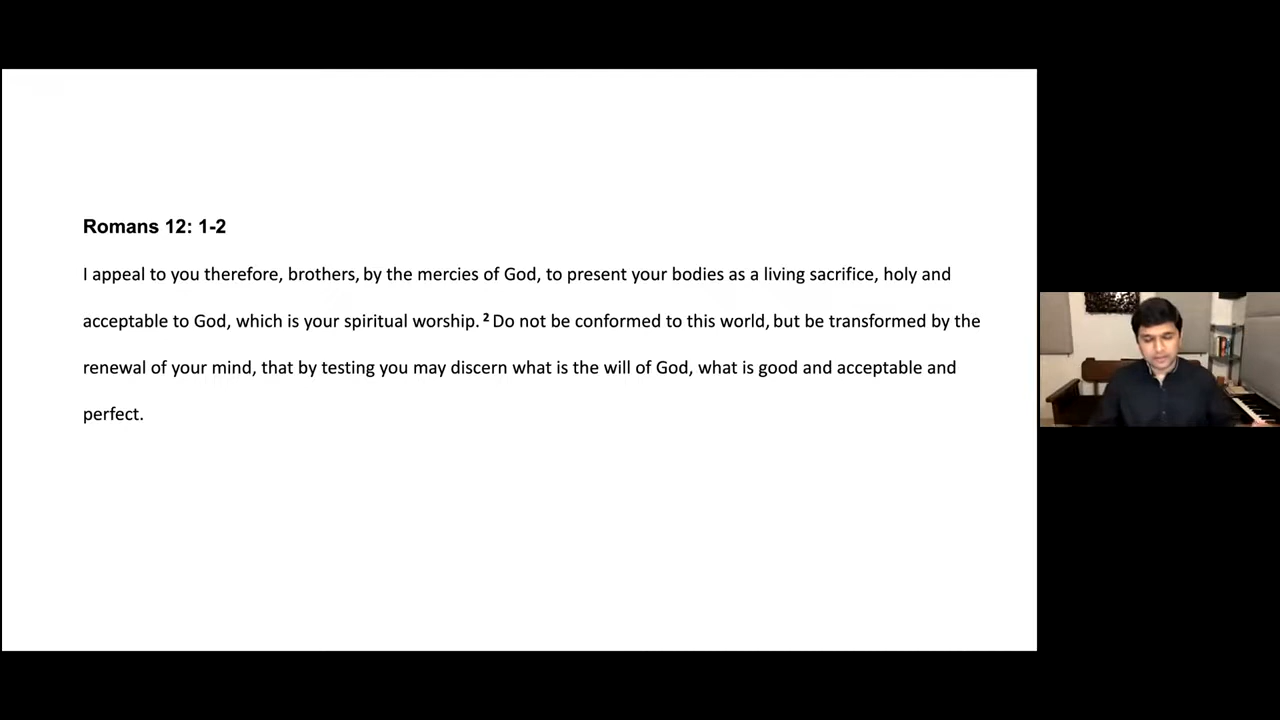 Romans 12: 1-2
I appeal to you therefore, brothers, by the mercies of God, to present your bodies as a living sacrifice, holy and
acceptable to God, which is your spiritual worship. ² Do not be conformed to this world, but be transformed by the
renewal of your mind, that by testing you may discern what is the will of God, what is good and acceptable and
perfect.